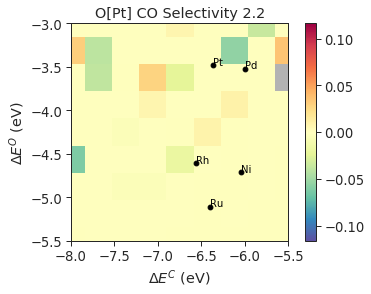 O[Pt] CO Selectivity 2.2
−3.0
−3.5
−4.0
−4.5
−5.0
−5.5
ΔE^O (eV)
Pt
Pd
Rh
Ni
Ru
−8.0 −7.5 −7.0 −6.5 −6.0 −5.5
ΔE^C (eV)
0.10
0.05
0.00
−0.05
−0.10